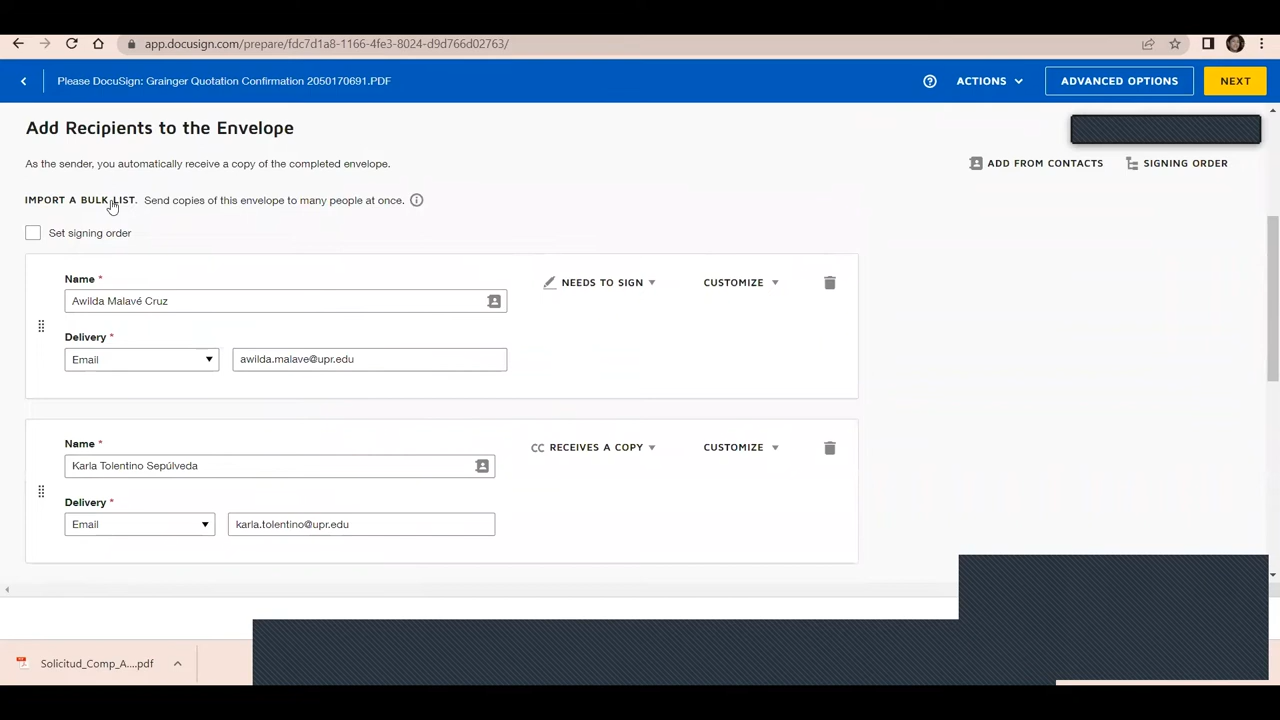 app.docusign.com/prepare/fdc7d1a8-1166-4fe3-8024-d9d766d02763/
Please DocuSign: Grainger Quotation Confirmation 2050170691.PDF
ACTIONS
ADVANCED OPTIONS
NEXT
Add Recipients to the Envelope
As the sender, you automatically receive a copy of the completed envelope.
ADD FROM CONTACTS
SIGNING ORDER
IMPORT A BULK LIST. Send copies of this envelope to many people at once.
Set signing order
Name *
NEEDS TO SIGN
CUSTOMIZE
Awilda Malavé Cruz
Delivery *
Email
awilda.malave@upr.edu
Name *
CC RECEIVES A COPY
CUSTOMIZE
Karla Tolentino Sepúlveda
Delivery *
Email
karla.tolentino@upr.edu
Solicitud_Comp_A....pdf